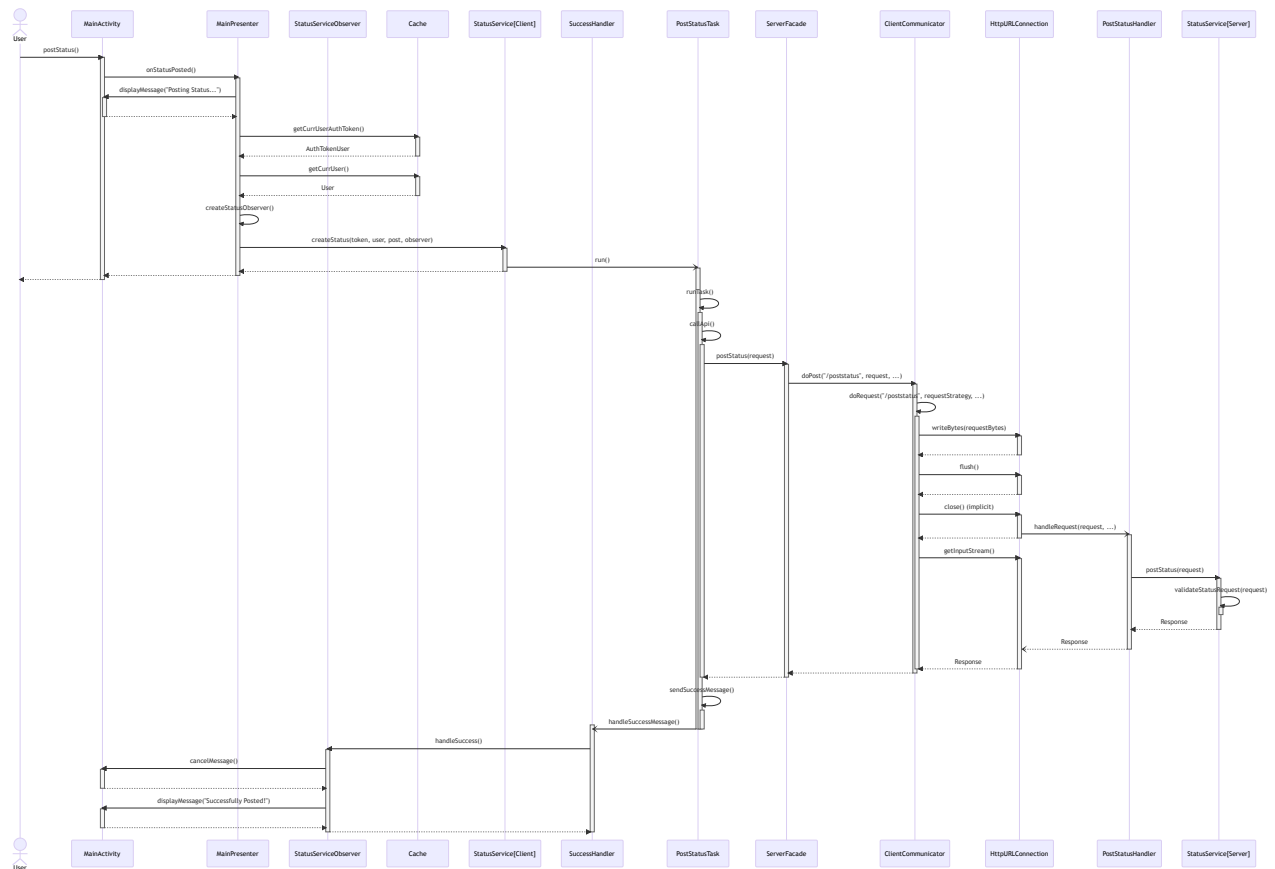 User
MainActivity
MainPresenter
StatusServiceObserver
Cache
StatusService[Client]
SuccessHandler
PostStatusTask
ServerFacade
ClientCommunicator
HttpURLConnection
PostStatusHandler
StatusService[Server]
postStatus()
onStatusPosted()
displayMessage("Posting Status...")
getCurrUserAuthToken()
AuthTokenUser
getCurrUser()
User
createStatusObserver()
createStatus(token, user, post, observer)
run()
runTask()
callApi()
postStatus(request)
doPost("/poststatus", request, ...)
doRequest("/poststatus", requestStrategy, ...)
writeBytes(requestBytes)
flush()
close() (implicit)
handleRequest(request, ...)
getInputStream()
postStatus(request)
validateStatusRequest(request)
Response
Response
Response
sendSuccessMessage()
handleSuccessMessage()
handleSuccess()
cancelMessage()
displayMessage("Successfully Posted!")
User
MainActivity
MainPresenter
StatusServiceObserver
Cache
StatusService[Client]
SuccessHandler
PostStatusTask
ServerFacade
ClientCommunicator
HttpURLConnection
PostStatusHandler
StatusService[Server]